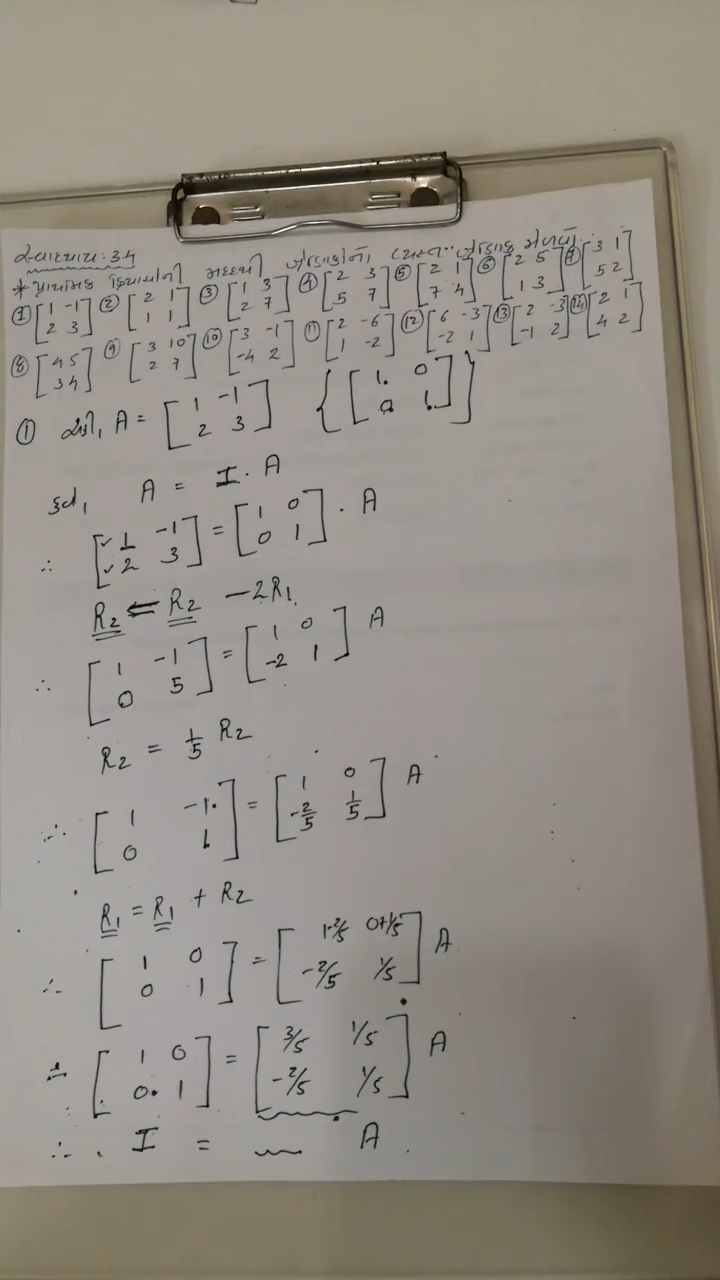 સ્વાધ્યાય: 3.4
* પ્રાથમિક ક્રિયાઓની મદદથી શ્રેણિકોના વ્યસ્ત શ્રેણિક મેળવો.
① [1 -1; 2 3] ② [2 1; 1 1] ③ [1 3; 2 7] ④ [2 3; 5 7] ⑤ [2 1; 7 4] ⑥ [2 5; 1 3] ⑦ [3 1; 5 2]
⑧ [4 5; 3 4] ⑨ [3 10; 2 7] ⑩ [3 -1; -4 2] ⑪ [2 -6; 1 -2] ⑫ [6 -3; -2 1] ⑬ [2 -3; -1 2] ⑭ [2 1; 4 2]
① ધારો, A = [1 -1; 2 3] {[1 0; 0 1]}
હવે, A = I . A
∴ [1 -1; 2 3] = [1 0; 0 1] . A
R2 = R2 - 2R1
∴ [1 -1; 0 5] = [1 0; -2 1] A
R2 = 1/5 R2
∴ [1 -1; 0 1] = [1 0; -2/5 1/5] A
R1 = R1 + R2
∴ [1 0; 0 1] = [1-2/5 0+1/5; -2/5 1/5] A
∴ [1 0; 0 1] = [3/5 1/5; -2/5 1/5] A
∴ I = A